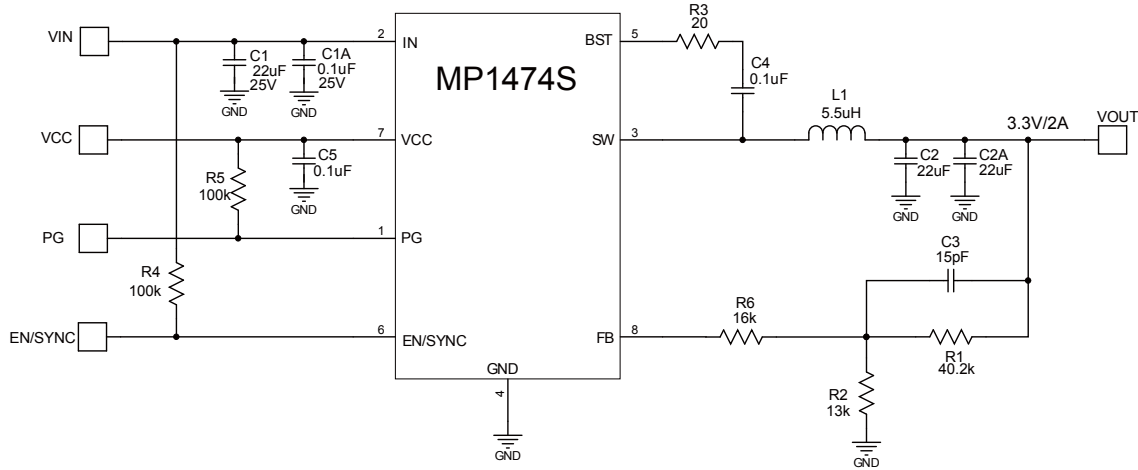 VIN
2
IN
C1
22uF
25V
GND
C1A
0.1uF
25V
GND
MP1474S
BST
5
R3
20
C4
0.1uF
VCC
7
VCC
R5
100k
C5
0.1uF
GND
SW
3
L1
5.5uH
3.3V/2A
VOUT
C2
22uF
GND
C2A
22uF
GND
PG
1
PG
R4
100k
C3
15pF
EN/SYNC
6
EN/SYNC
FB
8
R6
16k
R1
40.2k
R2
13k
GND
GND
4
GND